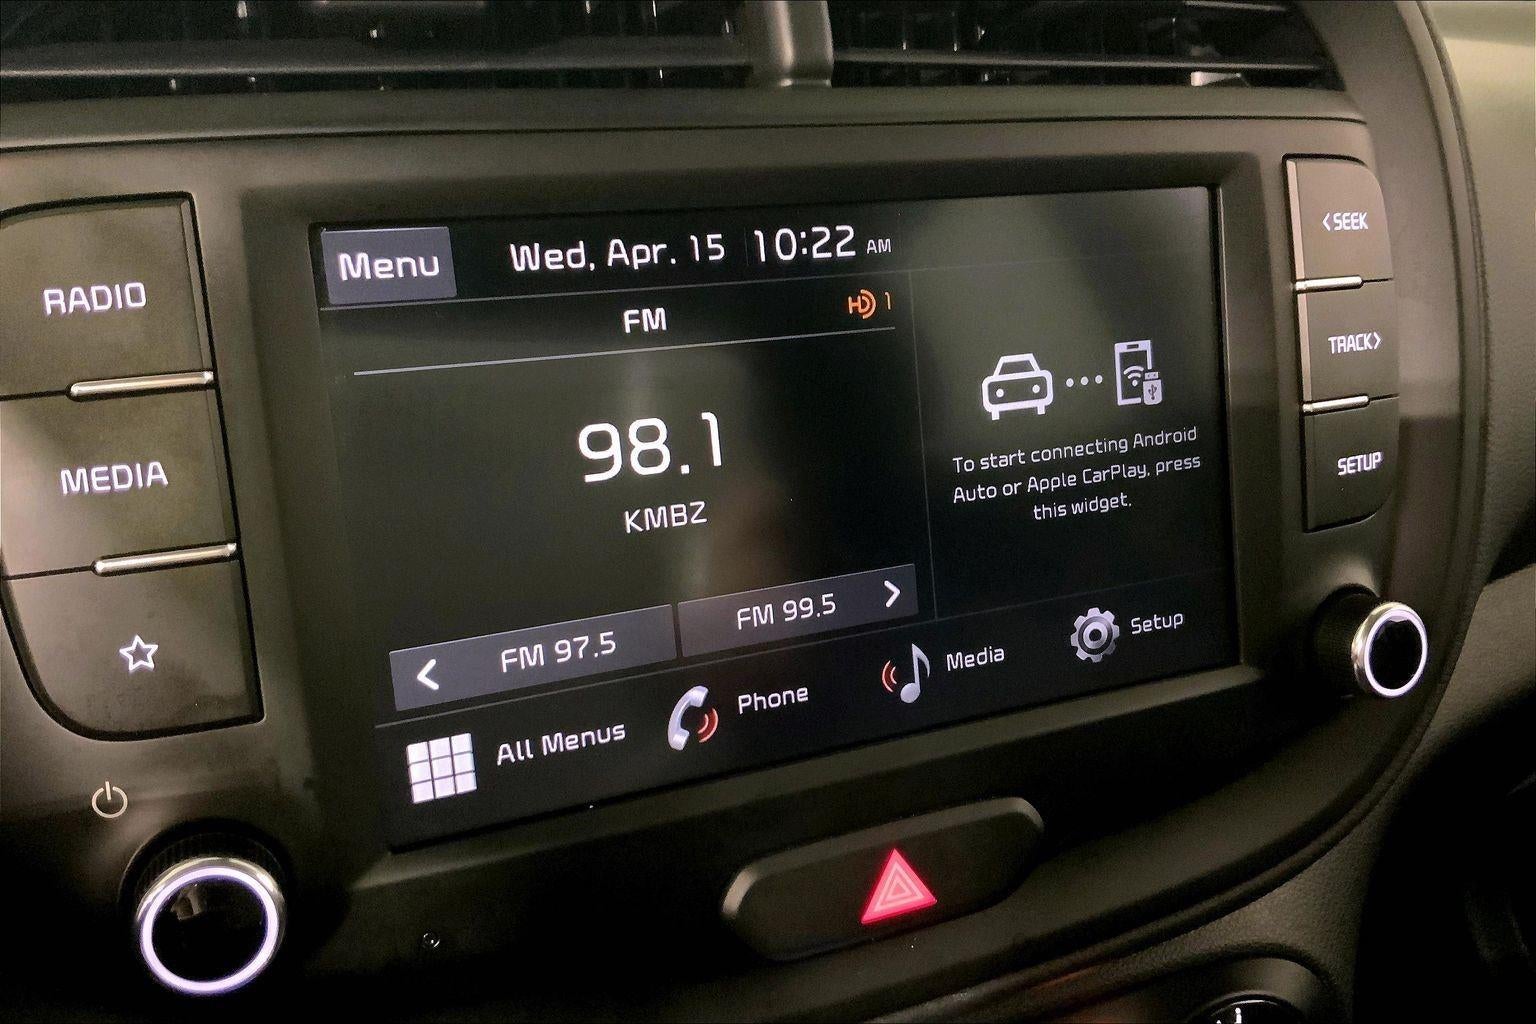 RADIO
MEDIA
Menu
Wed, Apr. 15 10:22 AM
FM
HD 1
98.1
KMBZ
< FM 97.5
FM 99.5 >
To start connecting Android
Auto or Apple CarPlay, press
this widget.
All Menus
Phone
Media
Setup
< SEEK
TRACK >
SETUP